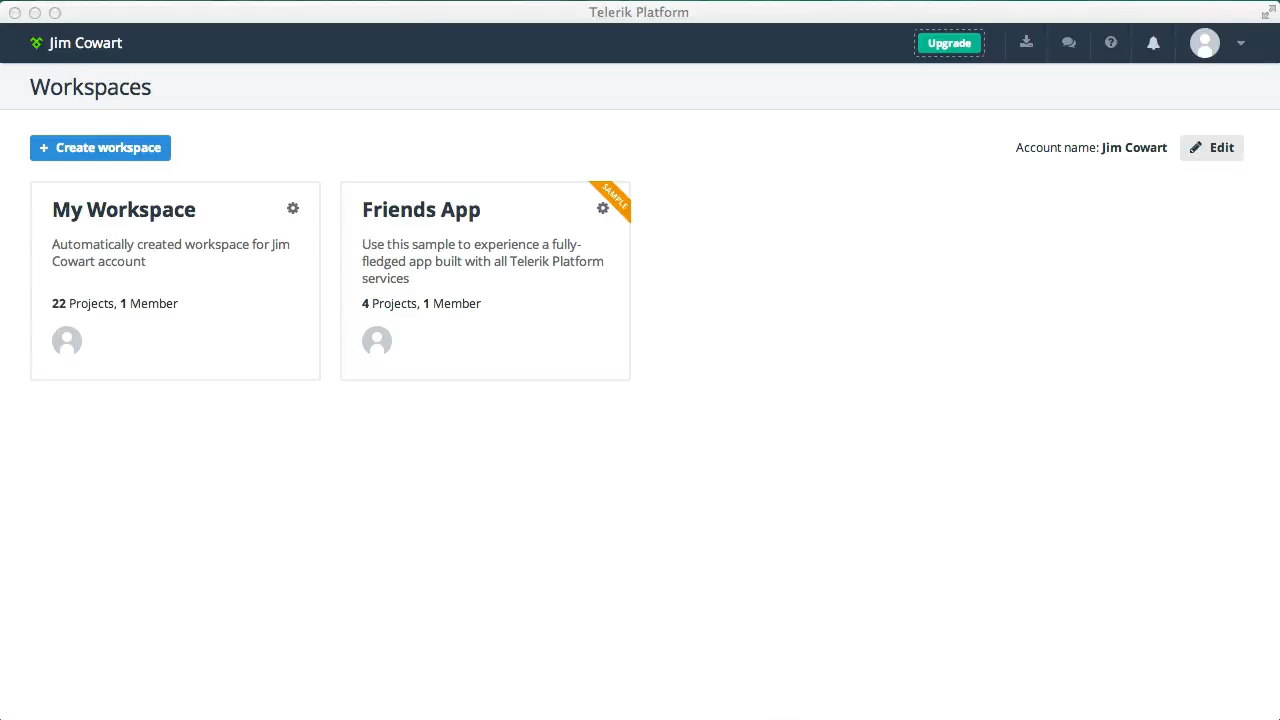 Telerik Platform
Jim Cowart
Upgrade
Workspaces
+ Create workspace
Account name: Jim Cowart
Edit
My Workspace
Automatically created workspace for Jim
Cowart account
22 Projects, 1 Member
SAMPLE
Friends App
Use this sample to experience a fully-
fledged app built with all Telerik Platform
services
4 Projects, 1 Member